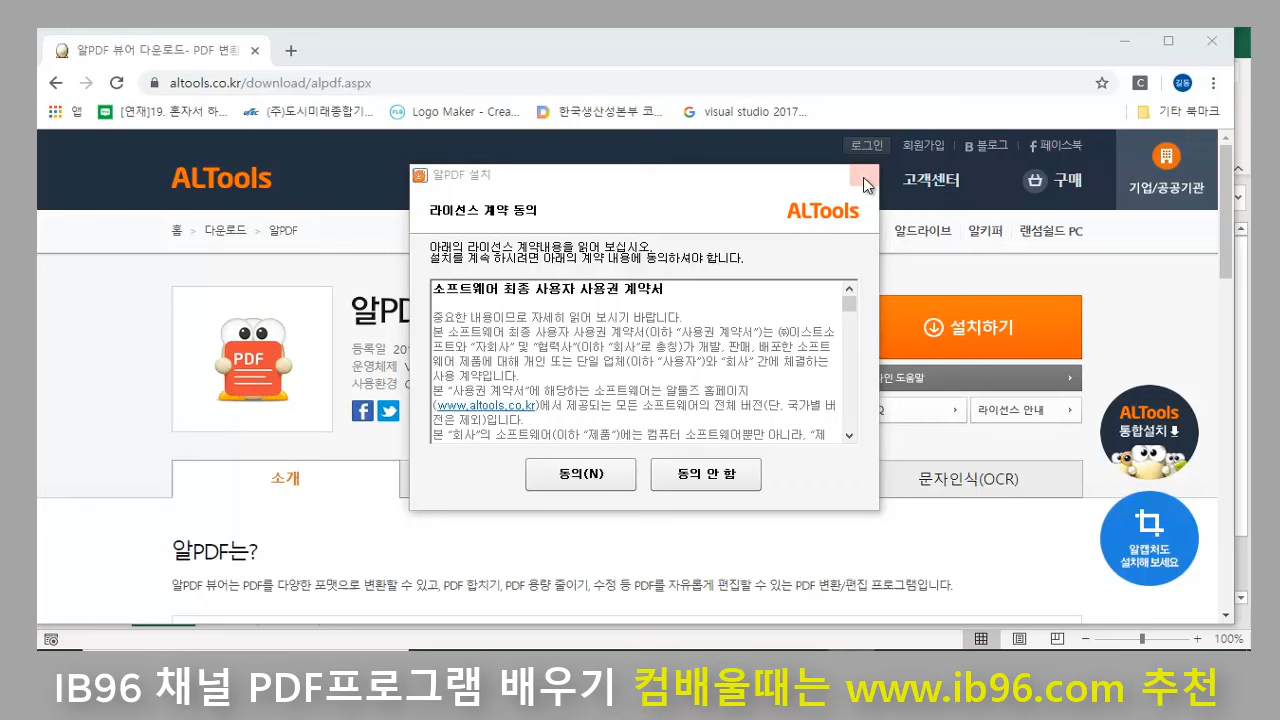 알PDF 뷰어 다운로드- PDF 변환
altools.co.kr/download/alpdf.aspx
C
길동
앱
[연재]19. 혼자서 하...
(주)도시미래종합기...
Logo Maker - Crea...
한국생산성본부 코...
visual studio 2017...
기타 북마크
로그인
회원가입
B 블로그
페이스북
ALTools
고객센터
구매
기업/공공기관
홈 > 다운로드 > 알PDF
알드라이브
알키퍼
랜섬쉴드 PC
알PDF 설치
라이선스 계약 동의
ALTools
아래의 라이선스 계약내용을 읽어 보십시오.
설치를 계속 하시려면 아래의 계약 내용에 동의하셔야 합니다.
소프트웨어 최종 사용자 사용권 계약서
중요한 내용이므로 자세히 읽어 보시기 바랍니다.
본 소프트웨어 최종 사용자 사용권 계약서(이하 “사용권 계약서”)는 ㈜이스트소
프트와 “자회사” 및 “협력사”(이하 “회사”로 총칭)가 개발, 판매, 배포한 소프트
웨어 제품에 대해 개인 또는 단일 업체(이하 “사용자”)와 “회사” 간에 체결하는
사용 계약입니다.
본 “사용권 계약서”에 해당하는 소프트웨어는 알툴즈 홈페이지
(www.altools.co.kr)에서 제공되는 모든 소프트웨어의 전체 버전(단, 국가별 버
전은 제외)입니다.
본 “회사”의 소프트웨어(이하 “제품”)에는 컴퓨터 소프트웨어뿐만 아니라, “제
동의(N)
동의 안 함
PDF
알PD
등록일 20
운영체제
사용환경
설치하기
인 도움말
라이선스 안내
ALTools
통합설치
알캡처도
설치해보세요
소개
문자인식(OCR)
알PDF는?
알PDF 뷰어는 PDF를 다양한 포맷으로 변환할 수 있고, PDF 합치기, PDF 용량 줄이기, 수정 등 PDF를 자유롭게 편집할 수 있는 PDF 변환/편집 프로그램입니다.
100%
IB96 채널 PDF프로그램 배우기 컴배울때는 www.ib96.com 추천